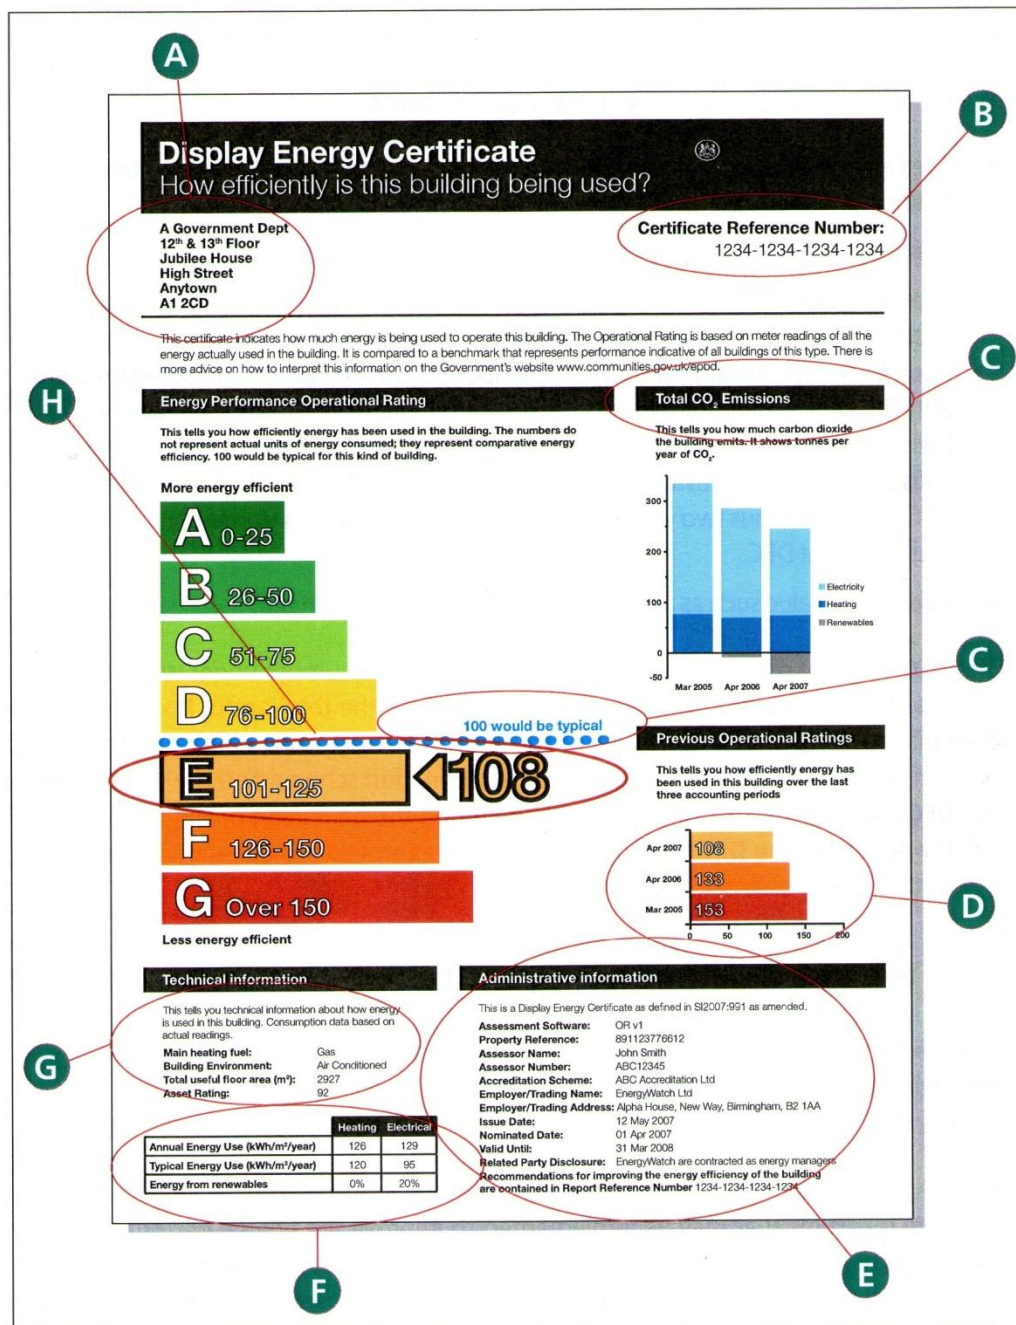 A
B
Display Energy Certificate
How efficiently is this building being used?
A Government Dept
12th & 13th Floor
Jubilee House
High Street
Anytown
A1 2CD
Certificate Reference Number:
1234-1234-1234-1234
This certificate indicates how much energy is being used to operate this building. The Operational Rating is based on meter readings of all the
energy actually used in the building. It is compared to a benchmark that represents performance indicative of all buildings of this type. There is
more advice on how to interpret this information on the Government's website www.communities.gov.uk/epbd.
C
H
Energy Performance Operational Rating
This tells you how efficiently energy has been used in the building. The numbers do
not represent actual units of energy consumed; they represent comparative energy
efficiency. 100 would be typical for this kind of building.
More energy efficient
A 0-25
B 26-50
C 51-75
D 76-100
100 would be typical
E 101-125
108
F 126-150
G Over 150
Less energy efficient
Total CO2 Emissions
This tells you how much carbon dioxide
the building emits. It shows tonnes per
year of CO2.
300
200
100
0
-50
Mar 2005 Apr 2006 Apr 2007
Electricity
Heating
Renewables
C
Previous Operational Ratings
This tells you how efficiently energy has
been used in this building over the last
three accounting periods
Apr 2007 108
Apr 2006 133
Mar 2005 153
0 50 100 150 200
D
Technical information
This tells you technical information about how energy
is used in this building. Consumption data based on
actual readings.
Main heating fuel: Gas
Building Environment: Air Conditioned
Total useful floor area (m²): 2927
Asset Rating: 92
G
Heating Electrical
Annual Energy Use (kWh/m²/year) 126 129
Typical Energy Use (kWh/m²/year) 120 95
Energy from renewables 0% 20%
Administrative information
This is a Display Energy Certificate as defined in SI2007:991 as amended.
Assessment Software: OR v1
Property Reference: 891123776612
Assessor Name: John Smith
Assessor Number: ABC12345
Accreditation Scheme: ABC Accreditation Ltd
Employer/Trading Name: EnergyWatch Ltd
Employer/Trading Address: Alpha House, New Way, Birmingham, B2 1AA
Issue Date: 12 May 2007
Nominated Date: 01 Apr 2007
Valid Until: 31 Mar 2008
Related Party Disclosure: EnergyWatch are contracted as energy managers
Recommendations for improving the energy efficiency of the building
are contained in Report Reference Number 1234-1234-1234-1234
F
E